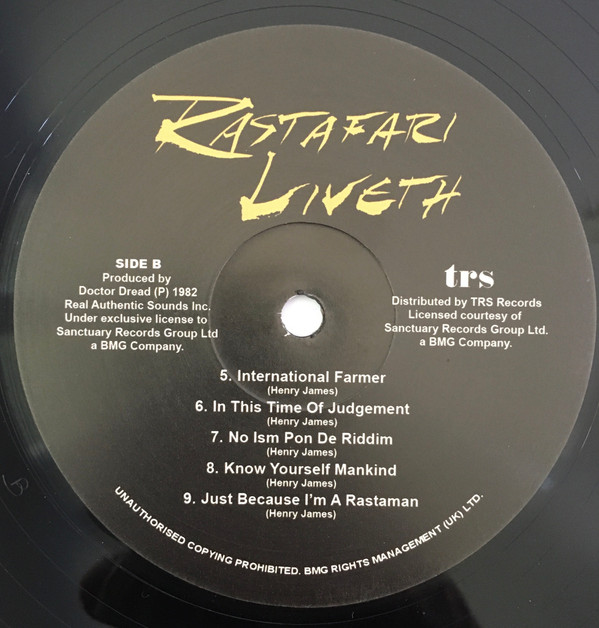 RASTAFARI
LIVETH
SIDE B
Produced by
Doctor Dread (P) 1982
Real Authentic Sounds Inc.
Under exclusive license to
Sanctuary Records Group Ltd
a BMG Company.
trs
Distributed by TRS Records
Licensed courtesy of
Sanctuary Records Group Ltd.
a BMG Company.
5. International Farmer
(Henry James)
6. In This Time Of Judgement
(Henry James)
7. No Ism Pon De Riddim
(Henry James)
8. Know Yourself Mankind
(Henry James)
9. Just Because I'm A Rastaman
(Henry James)
UNAUTHORISED COPYING PROHIBITED. BMG RIGHTS MANAGEMENT (UK) LTD.